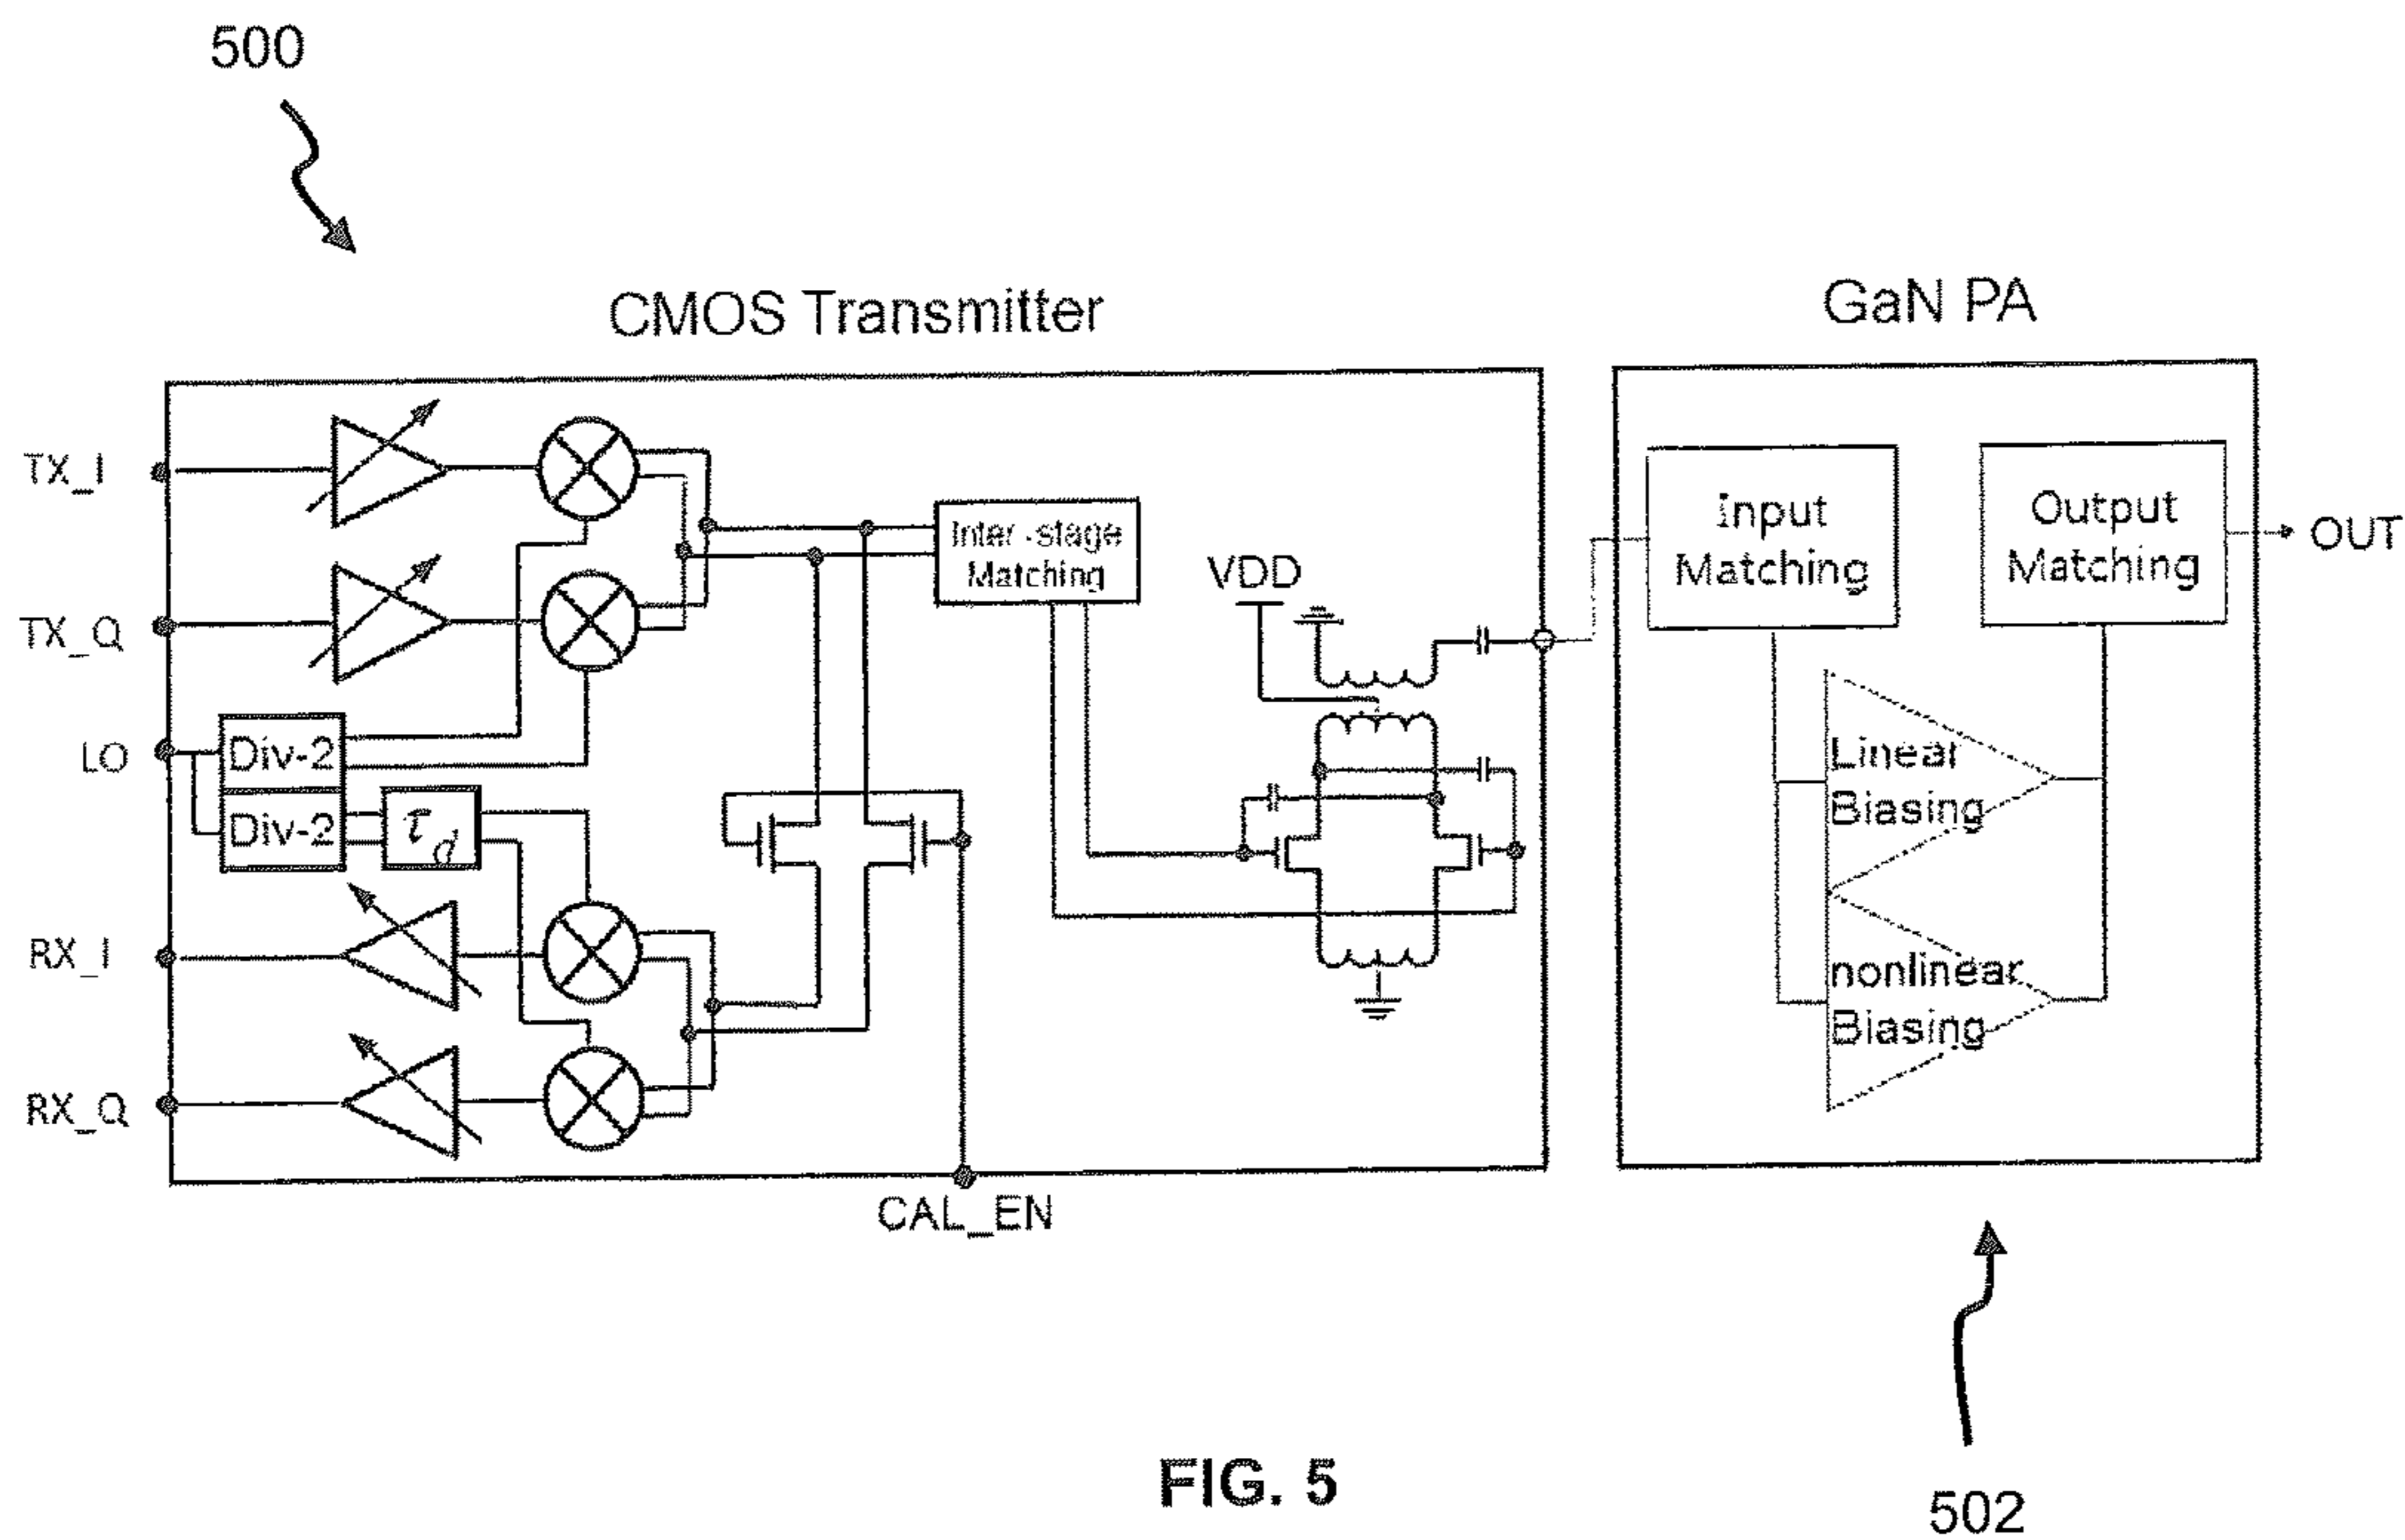 500
CMOS Transmitter
GaN PA
TX_I
TX_Q
LO
RX_I
RX_Q
Div-2
Div-2
τd
Inter-stage
Matching
VDD
CAL_EN
Input
Matching
Output
Matching
OUT
Linear
Biasing
nonlinear
Biasing
502
FIG. 5